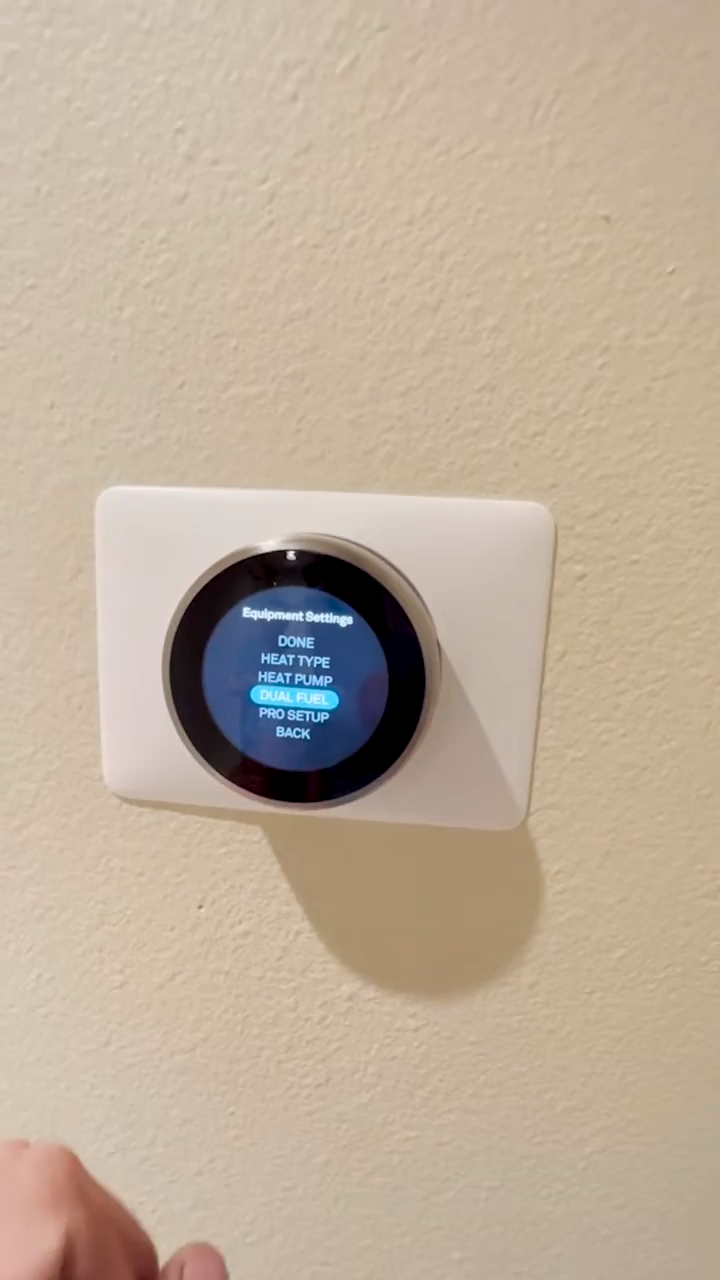 Equipment Settings
DONE
HEAT TYPE
HEAT PUMP
DUAL FUEL
PRO SETUP
BACK